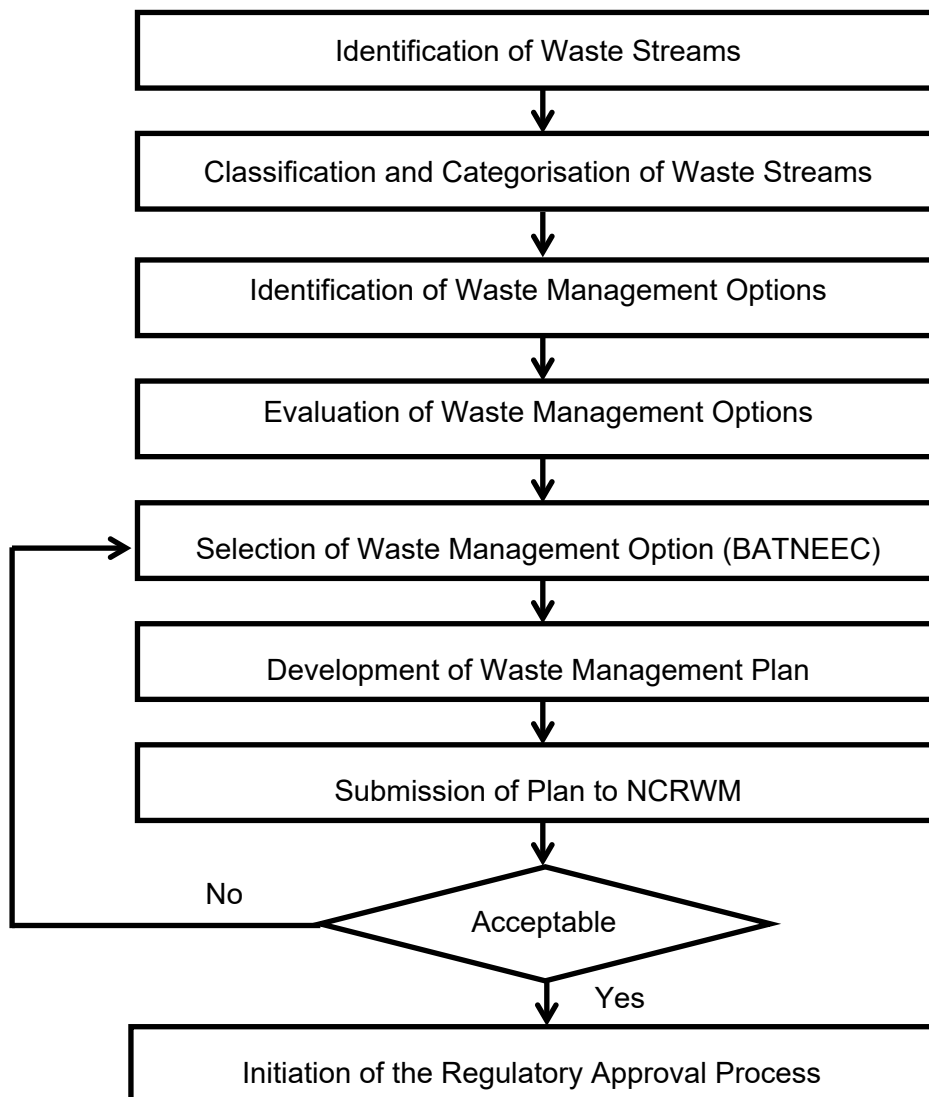 Identification of Waste Streams
Classification and Categorisation of Waste Streams
Identification of Waste Management Options
Evaluation of Waste Management Options
Selection of Waste Management Option (BATNEEC)
Development of Waste Management Plan
Submission of Plan to NCRWM
No
Acceptable
Yes
Initiation of the Regulatory Approval Process